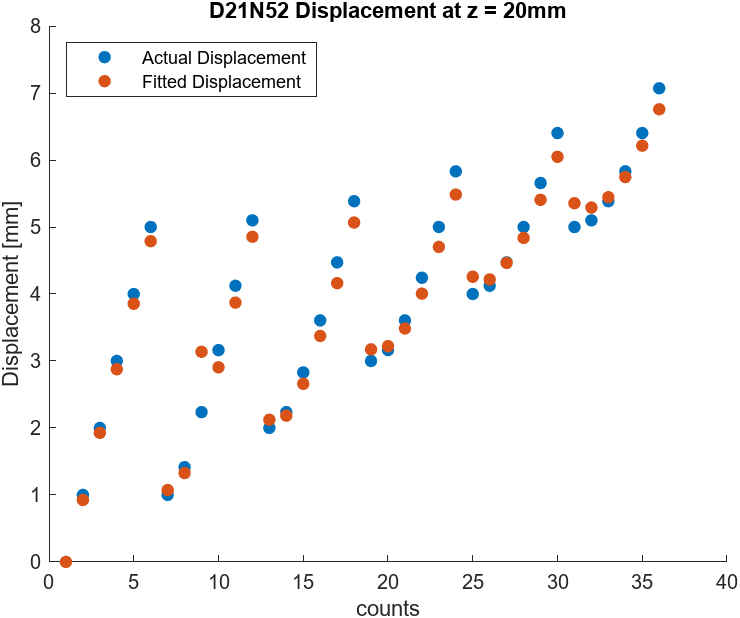 D21N52 Displacement at z = 20mm
Actual Displacement
Fitted Displacement
Displacement [mm]
8
7
6
5
4
3
2
1
0
0 5 10 15 20 25 30 35 40
counts